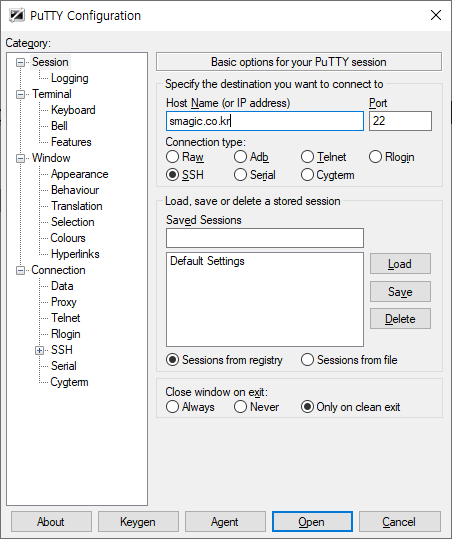 PuTTY Configuration
Category:
Session
Logging
Terminal
Keyboard
Bell
Features
Window
Appearance
Behaviour
Translation
Selection
Colours
Hyperlinks
Connection
Data
Proxy
Telnet
Rlogin
SSH
Serial
Cygterm
Basic options for your PuTTY session
Specify the destination you want to connect to
Host Name (or IP address) Port
smagic.co.kr 22
Connection type:
Raw Adb Telnet Rlogin
SSH Serial Cygterm
Load, save or delete a stored session
Saved Sessions
Default Settings
Load
Save
Delete
Sessions from registry Sessions from file
Close window on exit:
Always Never Only on clean exit
About Keygen Agent Open Cancel